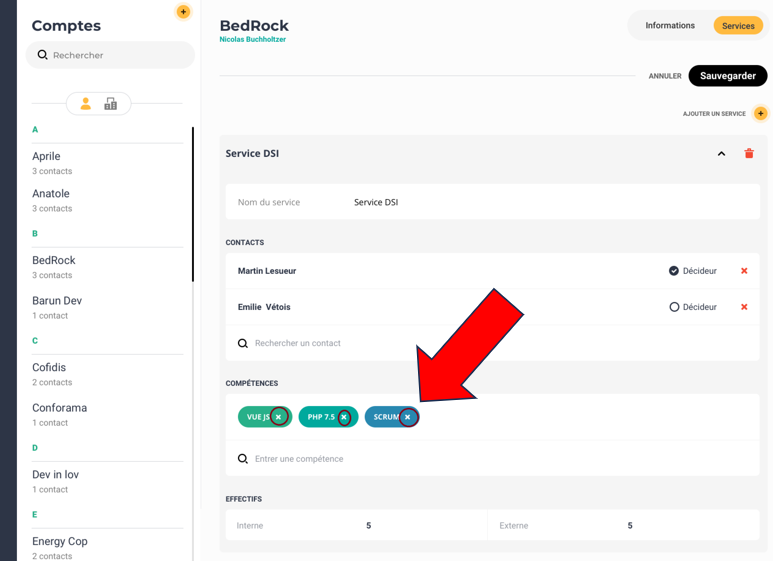 Comptes
+
Rechercher
A
Aprile
3 contacts
Anatole
3 contacts
B
BedRock
3 contacts
Barun Dev
1 contact
C
Cofidis
2 contacts
Conforama
1 contact
D
Dev in lov
1 contact
E
Energy Cop
2 contacts
BedRock
Nicolas Buchholtzer
Informations Services
ANNULER Sauvegarder
AJOUTER UN SERVICE +
Service DSI
Nom du service Service DSI
CONTACTS
Martin Lesueur Décideur
Emilie Vétois Décideur
Rechercher un contact
COMPÉTENCES
VUE JS PHP 7.5 SCRUM
Entrer une compétence
EFFECTIFS
Interne 5 Externe 5